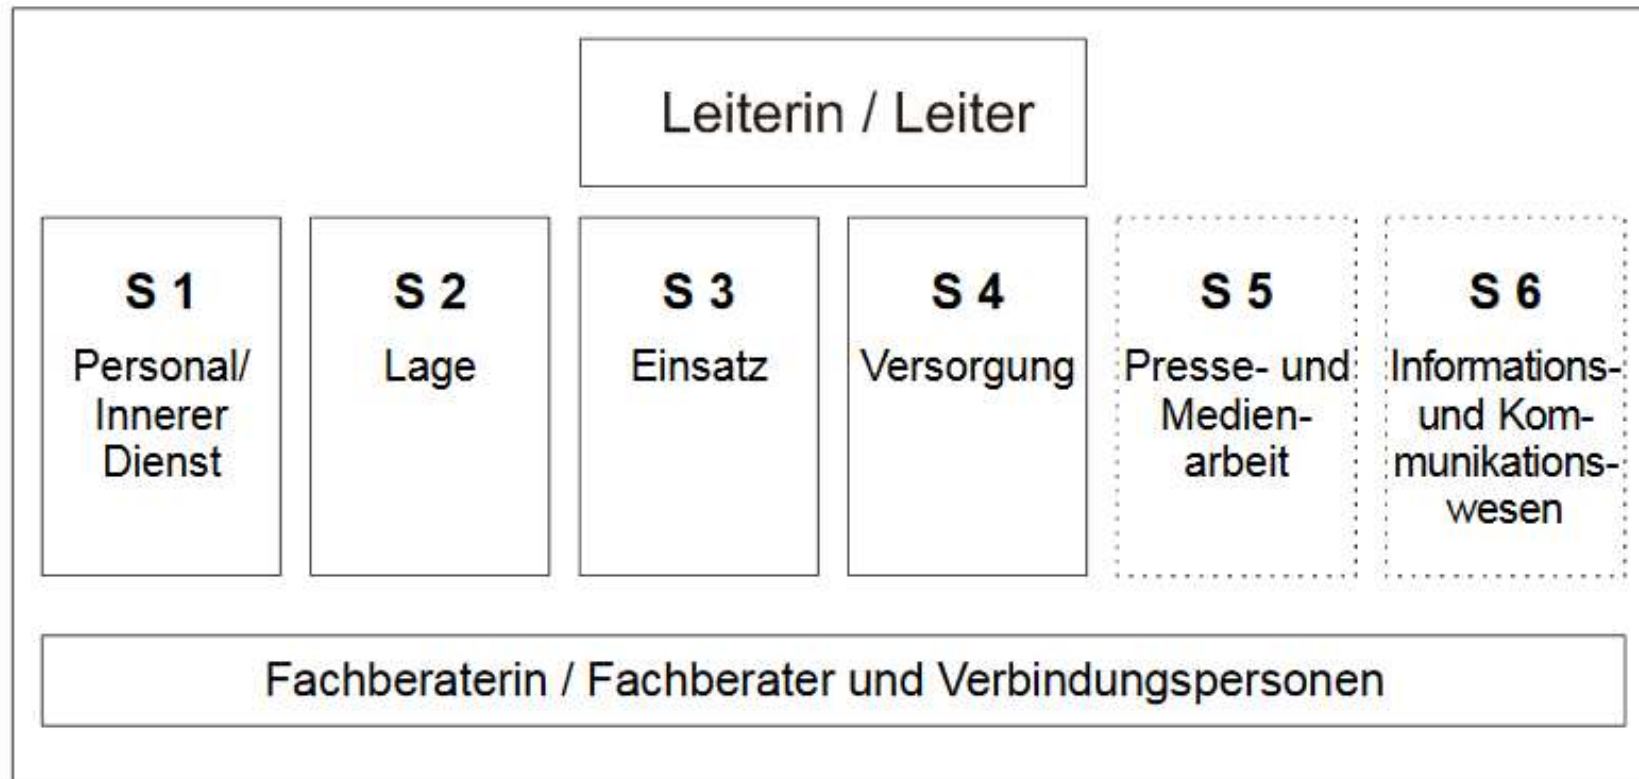 Leiterin / Leiter
S 1
Personal/
Innerer
Dienst
S 2
Lage
S 3
Einsatz
S 4
Versorgung
S 5
Presse- und
Medien-
arbeit
S 6
Informations-
und Kom-
munikations-
wesen
Fachberaterin / Fachberater und Verbindungspersonen